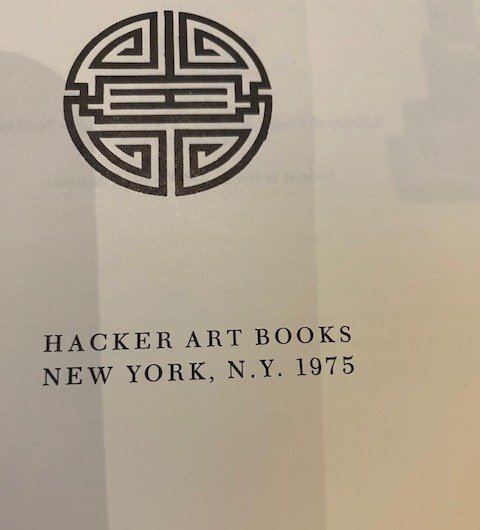 HACKER ART BOOKS
NEW YORK, N.Y. 1975